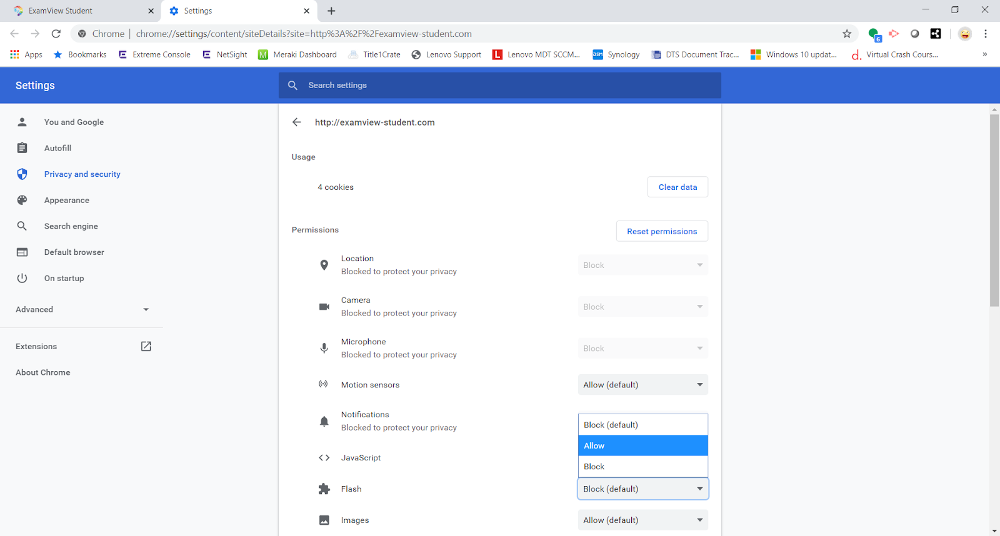 ExamView Student
Settings
Chrome | chrome://settings/content/siteDetails?site=http%3A%2F%2Fexamview-student.com
6
Apps Bookmarks Extreme Console NetSight Meraki Dashboard Title1Crate Lenovo Support Lenovo MDT SCCM... Synology DTS Document Trac... Windows 10 updat... Virtual Crash Cours... »
Settings
Search settings
You and Google
Autofill
Privacy and security
Appearance
Search engine
Default browser
On startup
Advanced
Extensions
About Chrome
http://examview-student.com
Usage
4 cookies
Clear data
Permissions
Reset permissions
Location
Blocked to protect your privacy
Block
Camera
Blocked to protect your privacy
Block
Microphone
Blocked to protect your privacy
Block
Motion sensors
Allow (default)
Notifications
Blocked to protect your privacy
Block (default)
Allow
Block
JavaScript
Flash
Block (default)
Images
Allow (default)